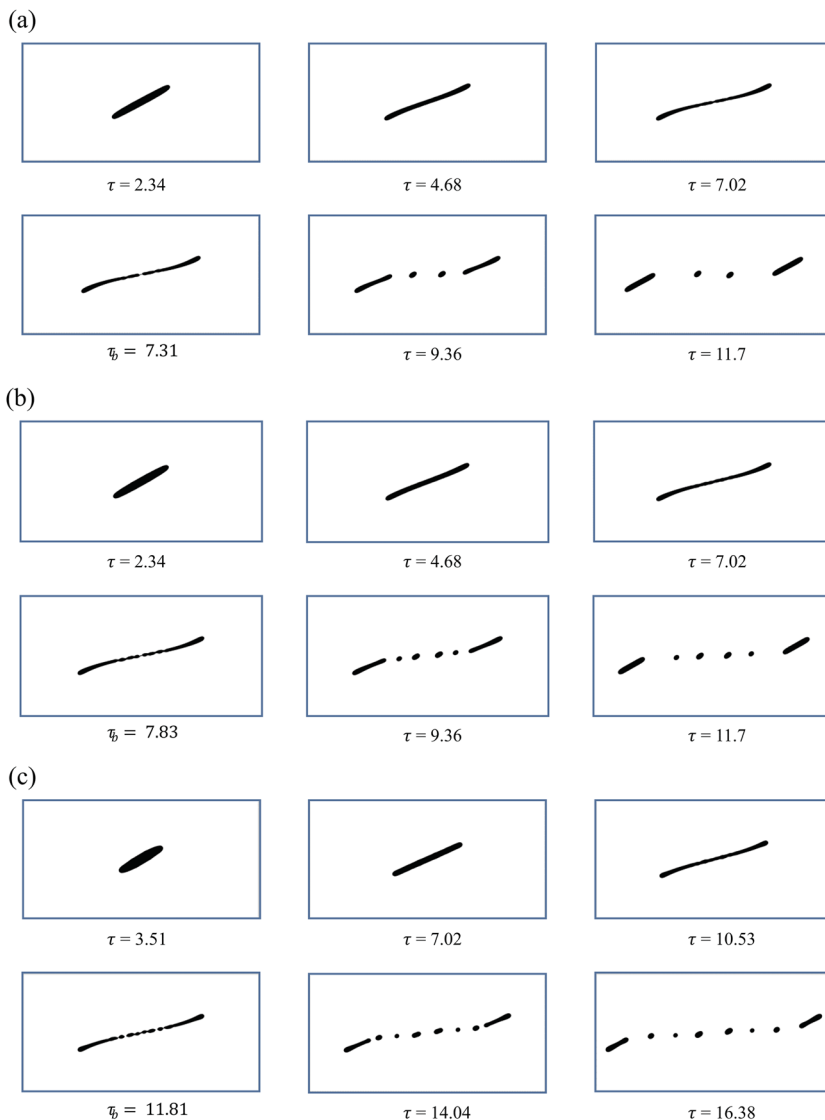 (a)
τ = 2.34 τ = 4.68 τ = 7.02
τb = 7.31 τ = 9.36 τ = 11.7
(b)
τ = 2.34 τ = 4.68 τ = 7.02
τb = 7.83 τ = 9.36 τ = 11.7
(c)
τ = 3.51 τ = 7.02 τ = 10.53
τb = 11.81 τ = 14.04 τ = 16.38